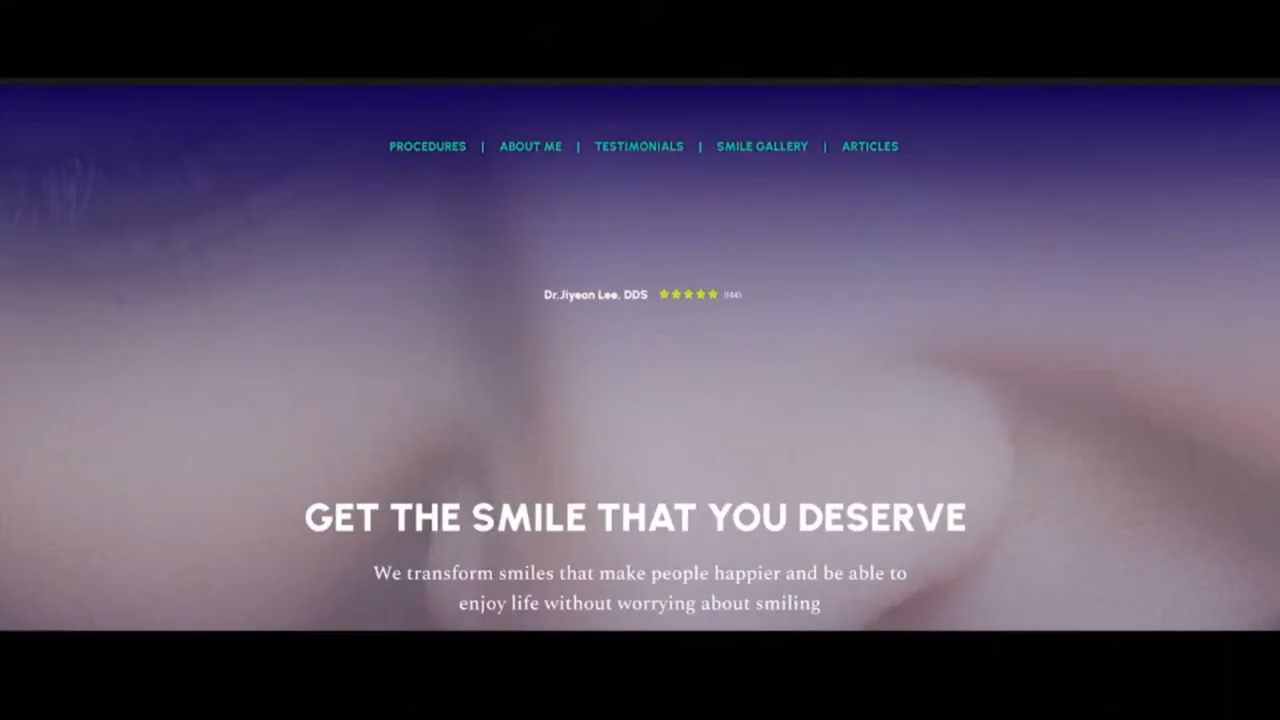 PROCEDURES | ABOUT ME | TESTIMONIALS | SMILE GALLERY | ARTICLES
Dr.Jiyeon Lee, DDS ★★★★★ (144)
GET THE SMILE THAT YOU DESERVE
We transform smiles that make people happier and be able to
enjoy life without worrying about smiling